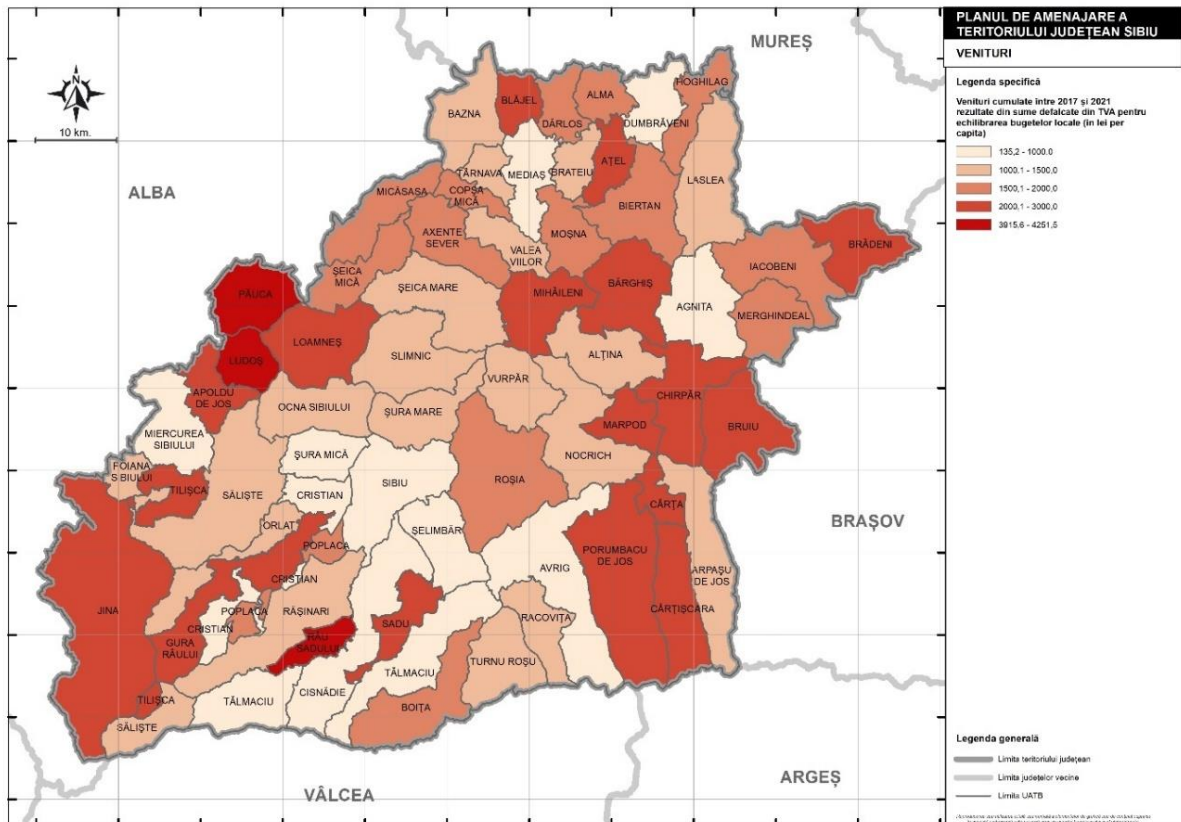 PLANUL DE AMENAJARE A
TERITORIULUI JUDEȚEAN SIBIU
VENITURI
Legenda specifică
Venituri cumulate între 2017 și 2021
rezultate din sume defalcate din TVA pentru
echilibrarea bugetelor locale (în lei per
capita)
135,2 - 1000,0
1000,1 - 1500,0
1500,1 - 2000,0
2000,1 - 3000,0
3915,6 - 4251,5
N
10 km.
MUREȘ
ALBA
BRAȘOV
ARGEȘ
VÂLCEA
HOGHILAG
BLĂJEL
ALMA
BAZNA
DÂRLOS
DUMBRĂVENI
AȚEL
TÂRNAVA
MEDIAȘ
BRATEIU
LASLEA
MICĂSASA
COPȘA
MICĂ
BIERTAN
AXENTE
SEVER
MOȘNA
VALEA
VIILOR
BRĂDENI
IACOBENI
ȘEICA
MICĂ
ȘEICA MARE
MIHĂILENI
BÂRGHIȘ
PĂUCA
AGNITA
MERGHINDEAL
LOAMNEȘ
SLIMNIC
ALȚINA
LUDOȘ
VURPĂR
APOLDU
DE JOS
CHIRPĂR
OCNA SIBIULUI
ȘURA MARE
MARPOD
BRUIU
MIERCUREA
SIBIULUI
ȘURA MICĂ
NOCRICH
POIANA
SIBIULUI
SIBIU
ROȘIA
TILIȘCA
SĂLIȘTE
CRISTIAN
CÂRȚA
ORLAT
ȘELIMBĂR
POPLACA
PORUMBACU
DE JOS
AVRIG
ARPAȘU
DE JOS
CRISTIAN
JINA
POPLACA
RĂȘINARI
CÂRȚIȘOARA
RACOVIȚA
CRISTIAN
SADU
RÂU
SADULUI
GURA
RÂULUI
TURNU ROȘU
TĂLMACIU
TILIȘCA
TĂLMACIU
CISNĂDIE
BOIȚA
SĂLIȘTE
Legenda generală
Limita teritoriului județean
Limita județelor vecine
Limita UATB